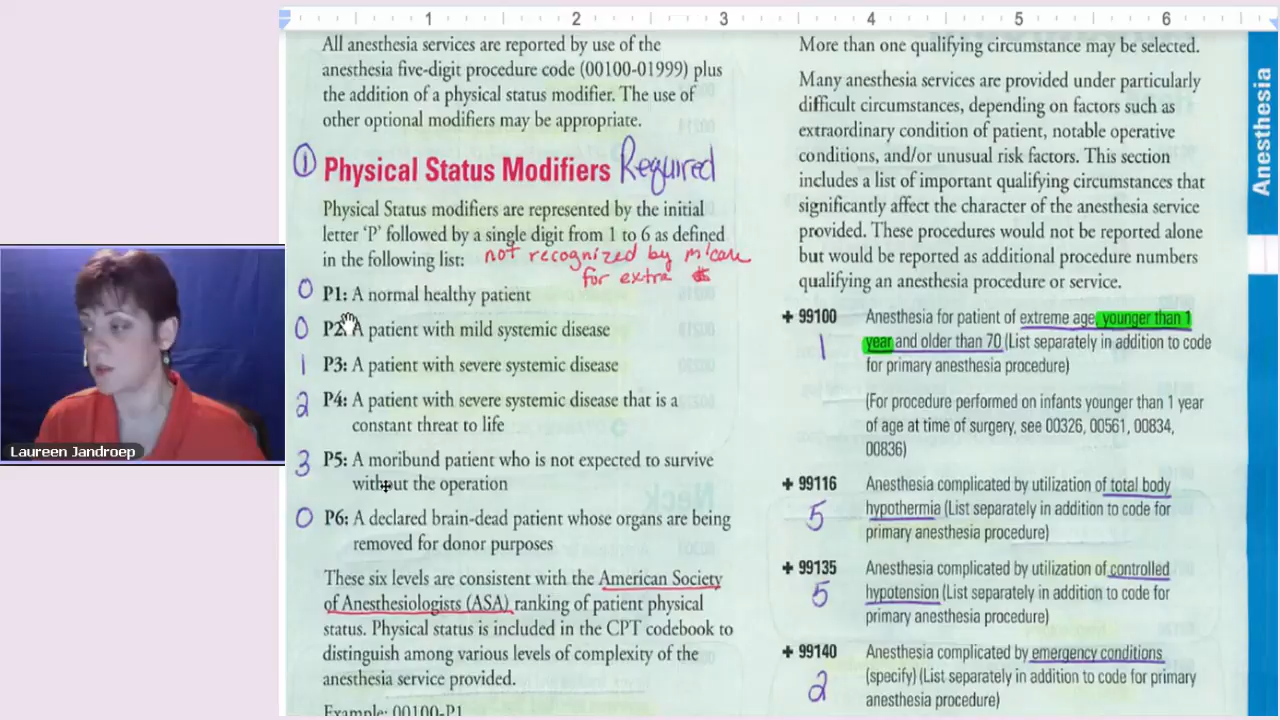 1 2 3 4 5 6
All anesthesia services are reported by use of the
anesthesia five-digit procedure code (00100-01999) plus
the addition of a physical status modifier. The use of
other optional modifiers may be appropriate.
① Physical Status Modifiers Required
Physical Status modifiers are represented by the initial
letter ‘P’ followed by a single digit from 1 to 6 as defined
in the following list: not recognized by m'care
for extra $
0 P1: A normal healthy patient
0 P2: A patient with mild systemic disease
1 P3: A patient with severe systemic disease
2 P4: A patient with severe systemic disease that is a
constant threat to life
3 P5: A moribund patient who is not expected to survive
without the operation
0 P6: A declared brain-dead patient whose organs are being
removed for donor purposes
These six levels are consistent with the American Society
of Anesthesiologists (ASA) ranking of patient physical
status. Physical status is included in the CPT codebook to
distinguish among various levels of complexity of the
anesthesia service provided.
Example: 00100-P1
More than one qualifying circumstance may be selected.
Many anesthesia services are provided under particularly
difficult circumstances, depending on factors such as
extraordinary condition of patient, notable operative
conditions, and/or unusual risk factors. This section
includes a list of important qualifying circumstances that
significantly affect the character of the anesthesia service
provided. These procedures would not be reported alone
but would be reported as additional procedure numbers
qualifying an anesthesia procedure or service.
+ 99100 Anesthesia for patient of extreme age, younger than 1
1 year and older than 70 (List separately in addition to code
for primary anesthesia procedure)
(For procedure performed on infants younger than 1 year
of age at time of surgery, see 00326, 00561, 00834,
00836)
+ 99116 Anesthesia complicated by utilization of total body
5 hypothermia (List separately in addition to code for
primary anesthesia procedure)
+ 99135 Anesthesia complicated by utilization of controlled
5 hypotension (List separately in addition to code for
primary anesthesia procedure)
+ 99140 Anesthesia complicated by emergency conditions
2 (specify) (List separately in addition to code for primary
anesthesia procedure)
Anesthesia
Laureen Jandroep